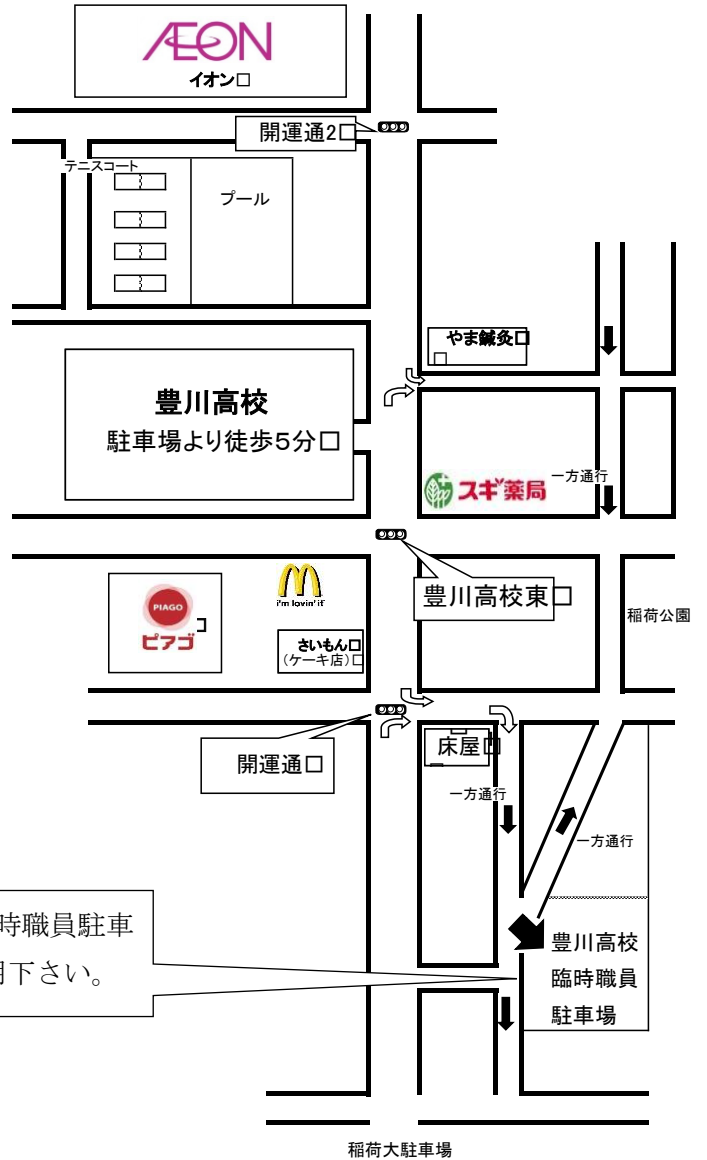 AEON
イオン
開運通2
テニスコート
プール
やま鍼灸
豊川高校
駐車場より徒歩5分
スギ薬局
一方通行
豊川高校東
稲荷公園
PIAGO
ピアゴ
i'm lovin' it
さいもん
(ケーキ店)
開運通
床屋
一方通行
一方通行
時職員駐車
用下さい。
豊川高校
臨時職員
駐車場
稲荷大駐車場